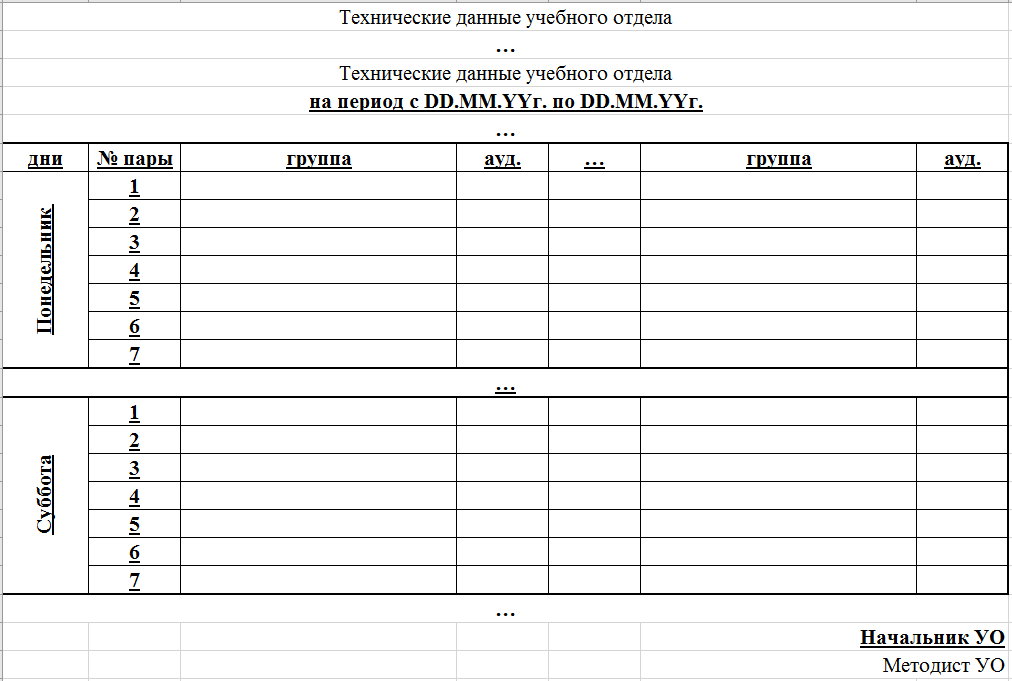 Технические данные учебного отдела
...
Технические данные учебного отдела
на период с DD.MM.YYг. по DD.MM.YYг.
...
дни № пары группа ауд. ... группа ауд.
Понедельник
1
2
3
4
5
6
7
...
Суббота
1
2
3
4
5
6
7
...
Начальник УО
Методист УО